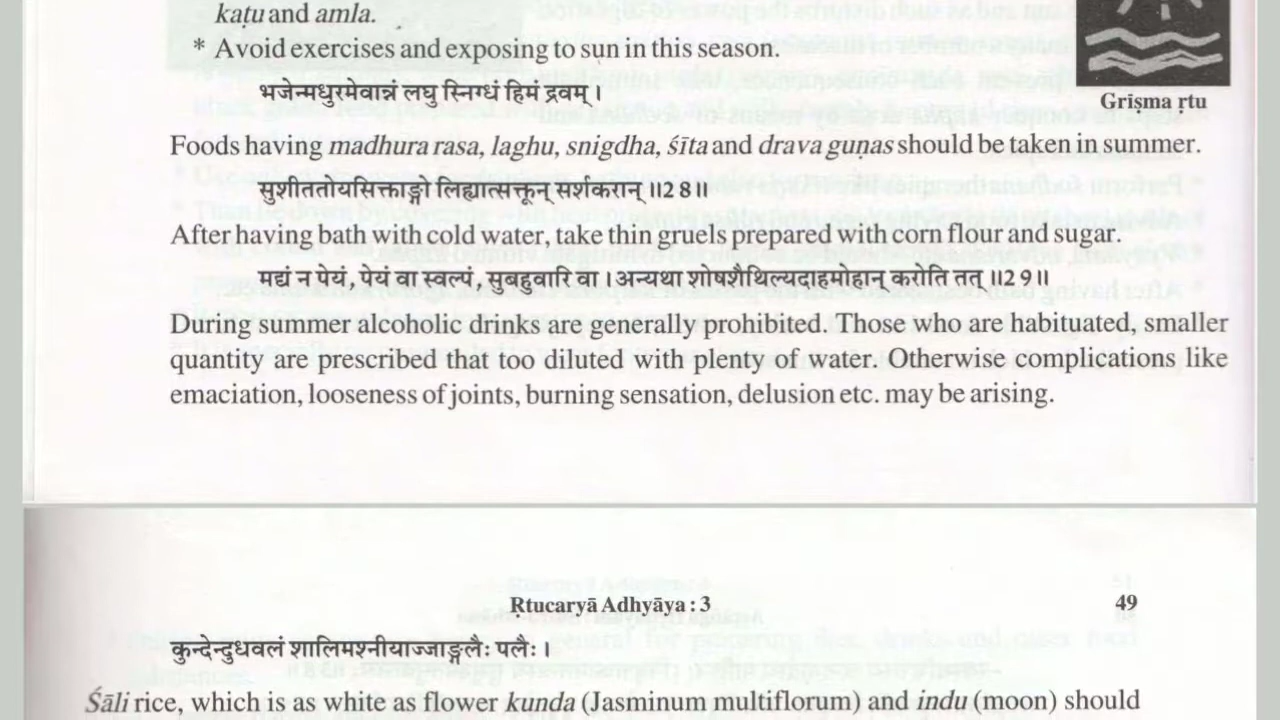 kaṭu and amla.
* Avoid exercises and exposing to sun in this season.
भजेन्मधुरमेवान्नं लघु स्निग्धं हिमं द्रवम् ।
Grīṣma ṛtu
Foods having madhura rasa, laghu, snigdha, śīta and drava guṇas should be taken in summer.
सुशीततोयसिक्ताङ्गो लिह्यात्सक्तून् सशर्करान् ॥2 8॥
After having bath with cold water, take thin gruels prepared with corn flour and sugar.
मद्यं न पेयं, पेयं वा स्वल्पं, सुबहुवारि वा । अन्यथा शोषशैथिल्यदाहमोहान् करोति तत् ॥2 9॥
During summer alcoholic drinks are generally prohibited. Those who are habituated, smaller
quantity are prescribed that too diluted with plenty of water. Otherwise complications like
emaciation, looseness of joints, burning sensation, delusion etc. may be arising.
Ṛtucaryā Adhyāya : 3
49
कुन्देन्दुधवलं शालिमश्नीयाज्जाङ्गलैः पलैः ।
Śāli rice, which is as white as flower kunda (Jasminum multiflorum) and indu (moon) should